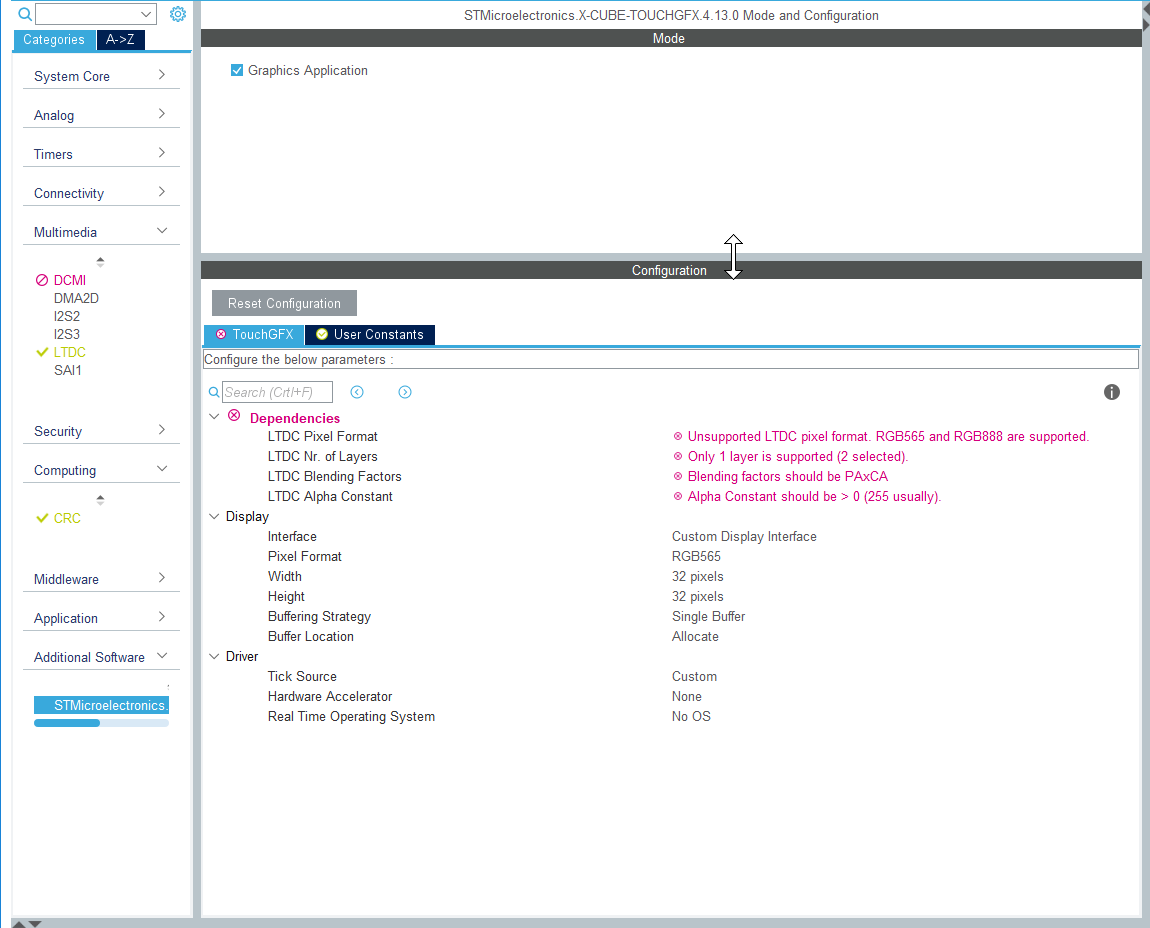 STMicroelectronics.X-CUBE-TOUCHGFX.4.13.0 Mode and Configuration
Categories
A->Z
System Core
Analog
Timers
Connectivity
Multimedia
DCMI
DMA2D
I2S2
I2S3
LTDC
SAI1
Security
Computing
CRC
Middleware
Application
Additional Software
STMicroelectronics.
Mode
Graphics Application
Configuration
Reset Configuration
TouchGFX
User Constants
Configure the below parameters :
Search (Crtl+F)
Dependencies
LTDC Pixel Format Unsupported LTDC pixel format. RGB565 and RGB888 are supported.
LTDC Nr. of Layers Only 1 layer is supported (2 selected).
LTDC Blending Factors Blending factors should be PAxCA
LTDC Alpha Constant Alpha Constant should be > 0 (255 usually).
Display
Interface Custom Display Interface
Pixel Format RGB565
Width 32 pixels
Height 32 pixels
Buffering Strategy Single Buffer
Buffer Location Allocate
Driver
Tick Source Custom
Hardware Accelerator None
Real Time Operating System No OS